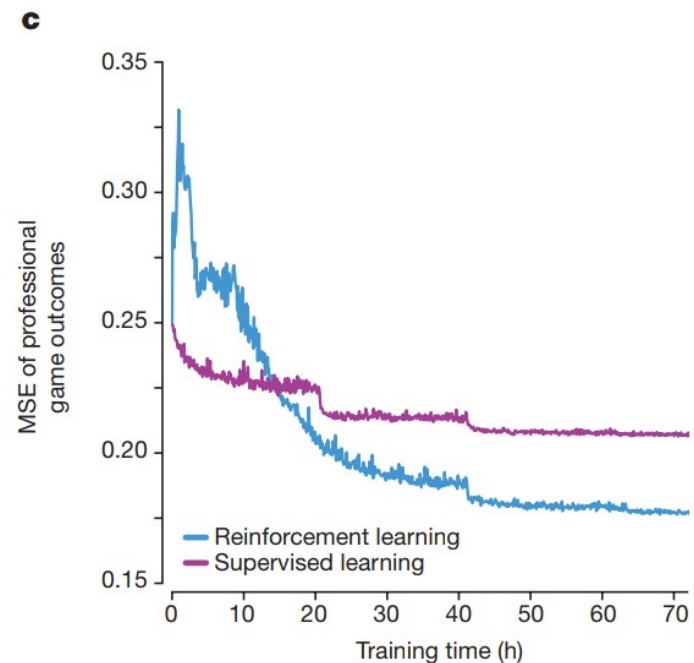 c
0.35
0.30
0.25
0.20
0.15
MSE of professional
game outcomes
Reinforcement learning
Supervised learning
0 10 20 30 40 50 60 70
Training time (h)